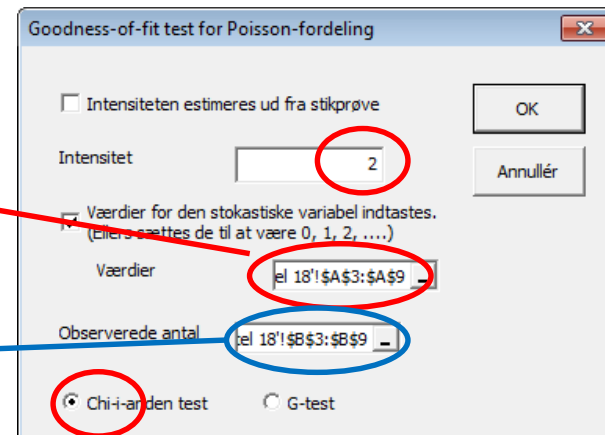 Goodness-of-fit test for Poisson-fordeling
Intensiteten estimeres ud fra stikprøve
OK
Intensitet
2
Annullér
Værdier for den stokastiske variabel indtastes.
(Ellers sættes de til at være 0, 1, 2, ....)
Værdier
el 18'!$A$3:$A$9
Observerede antal
el 18'!$B$3:$B$9
Chi-i-anden test
G-test